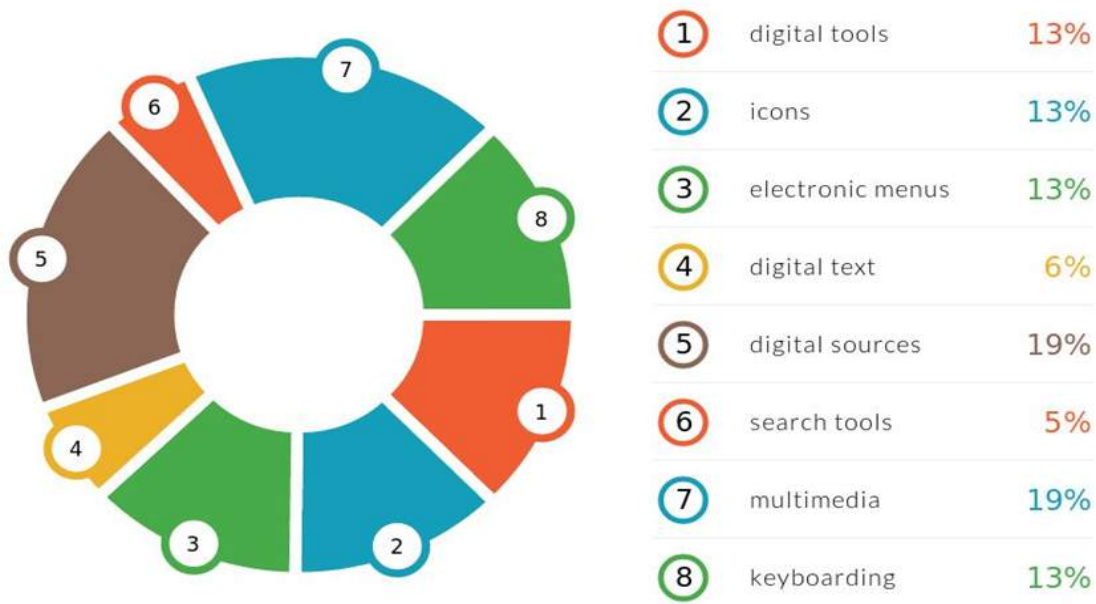 7
6
8
5
1
4
3
2
1 digital tools 13%
2 icons 13%
3 electronic menus 13%
4 digital text 6%
5 digital sources 19%
6 search tools 5%
7 multimedia 19%
8 keyboarding 13%